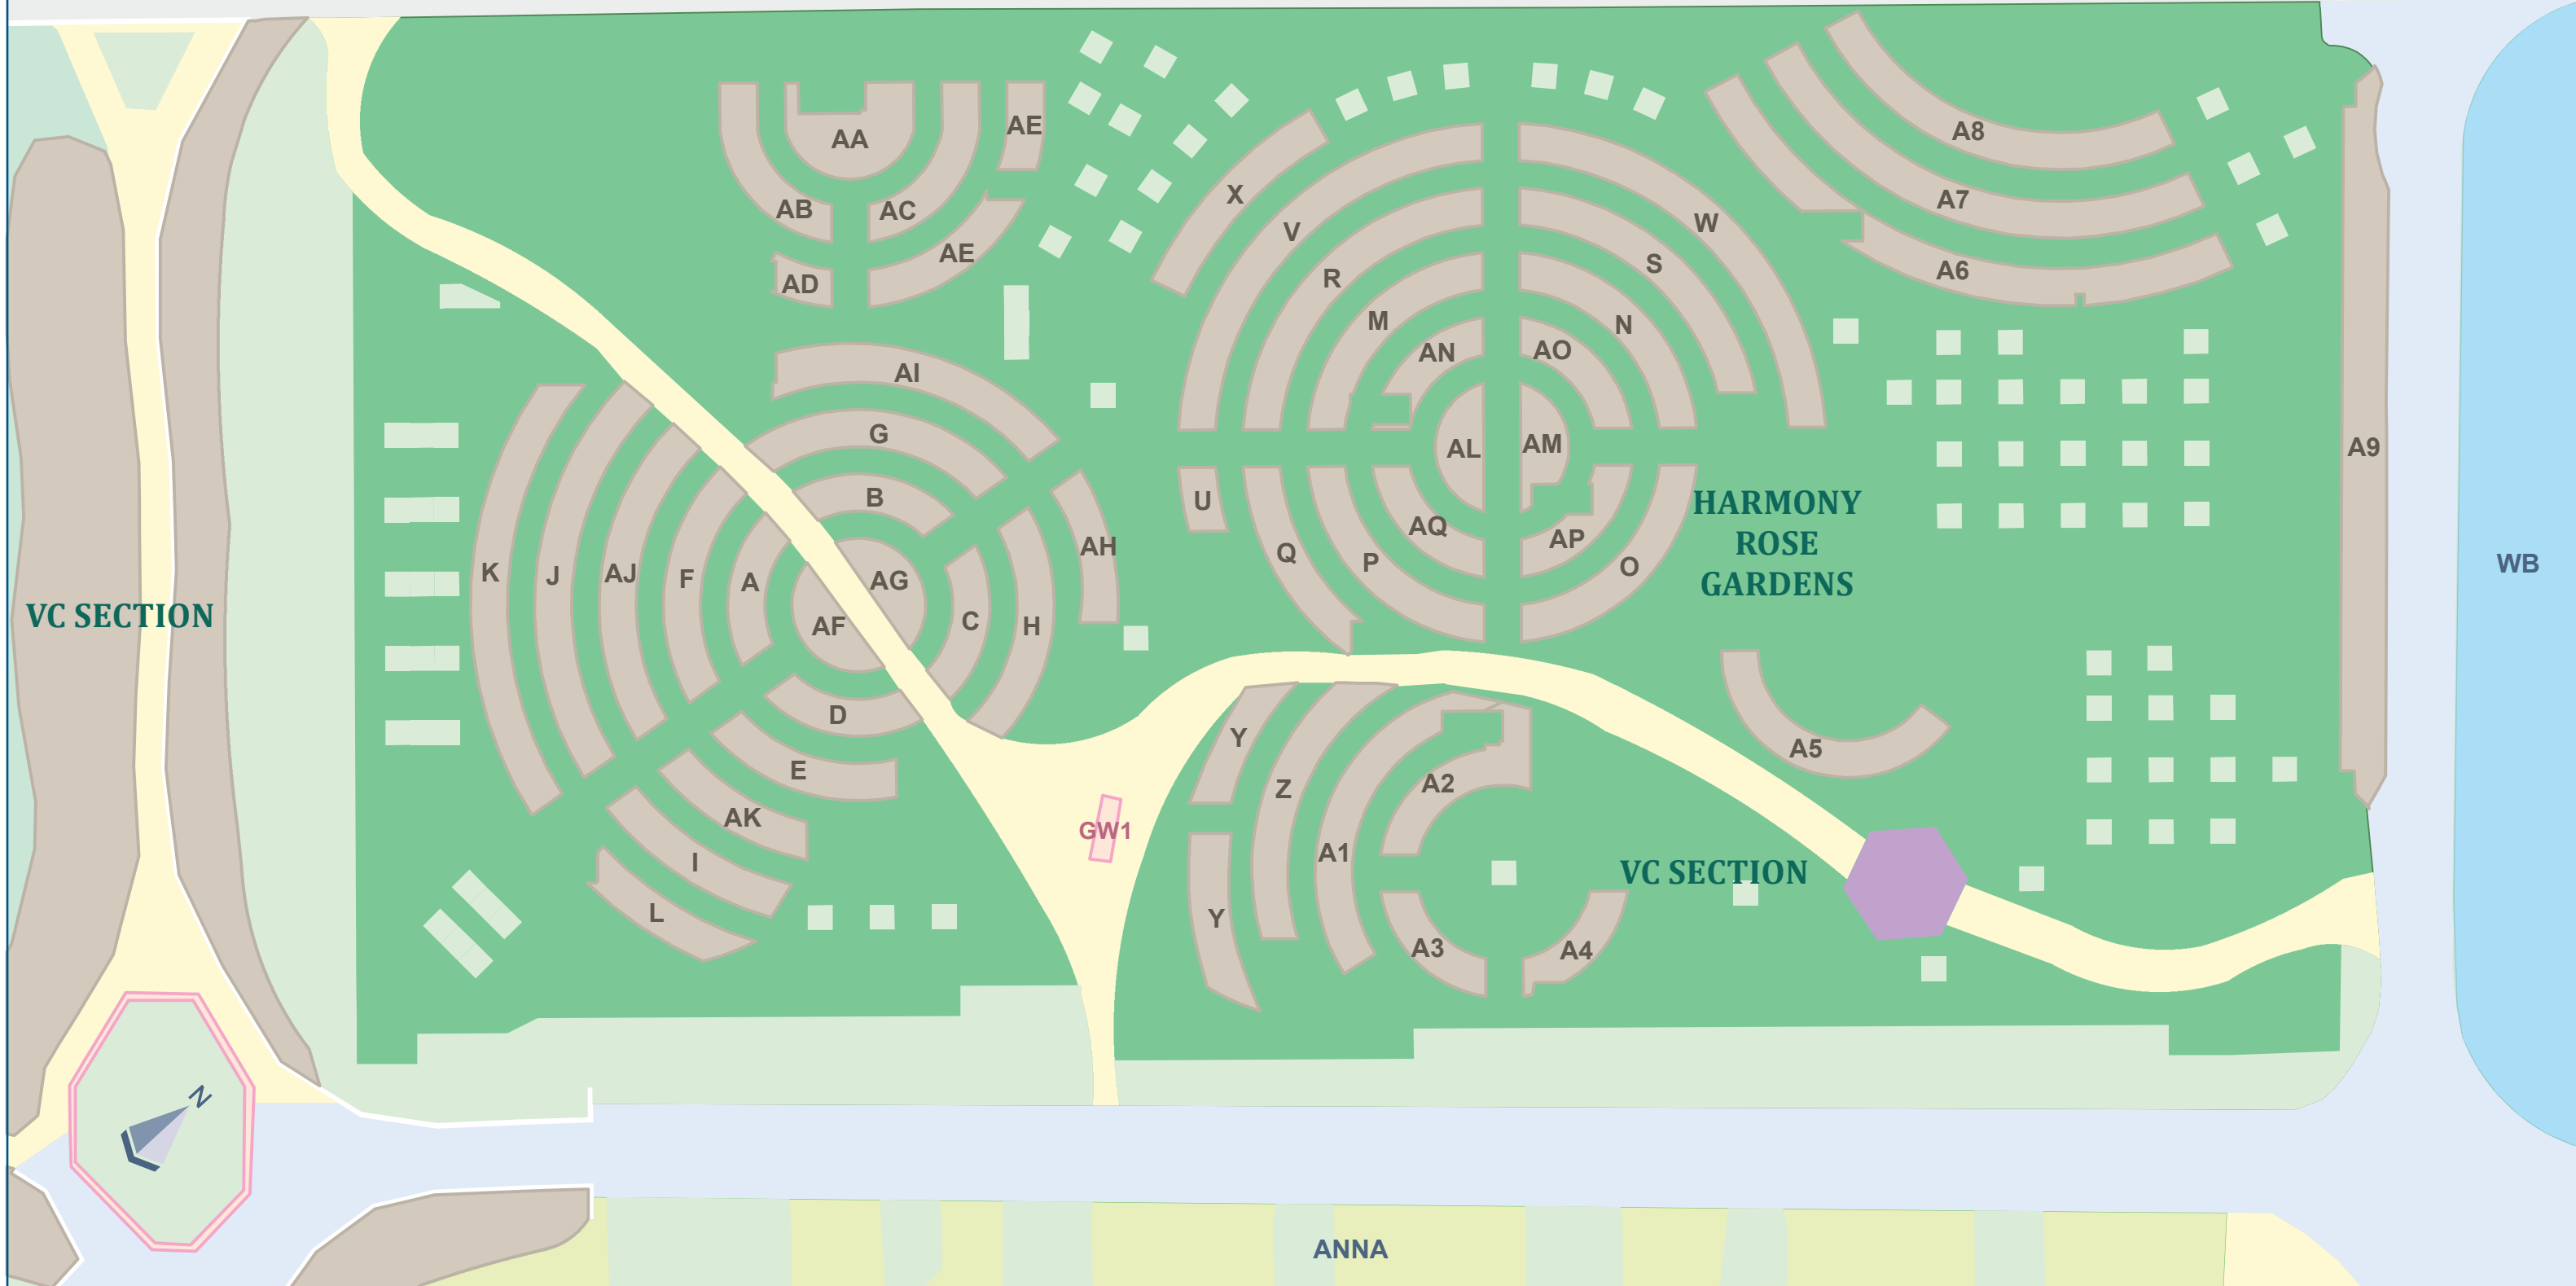 AA
AE
AB
AC
AE
AD
X
V
R
M
AN
AL
W
S
N
AO
AM
A8
A7
A6
A9
AI
G
B
AG
AF
A
F
AJ
J
K
C
H
AH
D
E
AK
I
L
U
Q
P
AQ
AP
O
HARMONY
ROSE
GARDENS
VC SECTION
WB
Y
Z
A1
A2
A5
GW1
VC SECTION
Y
A3
A4
N
ANNA